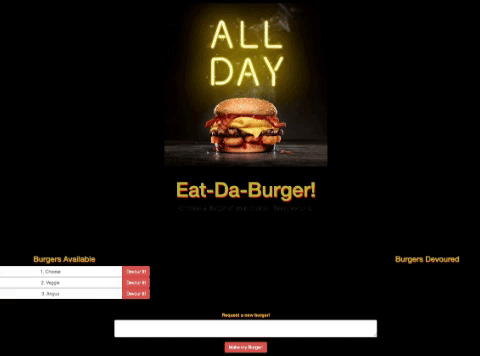 ALL
DAY
Eat-Da-Burger!
Burgers Available
Burgers Devoured
1. Cheese
Devour It!
2. Veggie
Devour It!
3. Angus
Devour It!
Request a new burger!
Make my Burger!